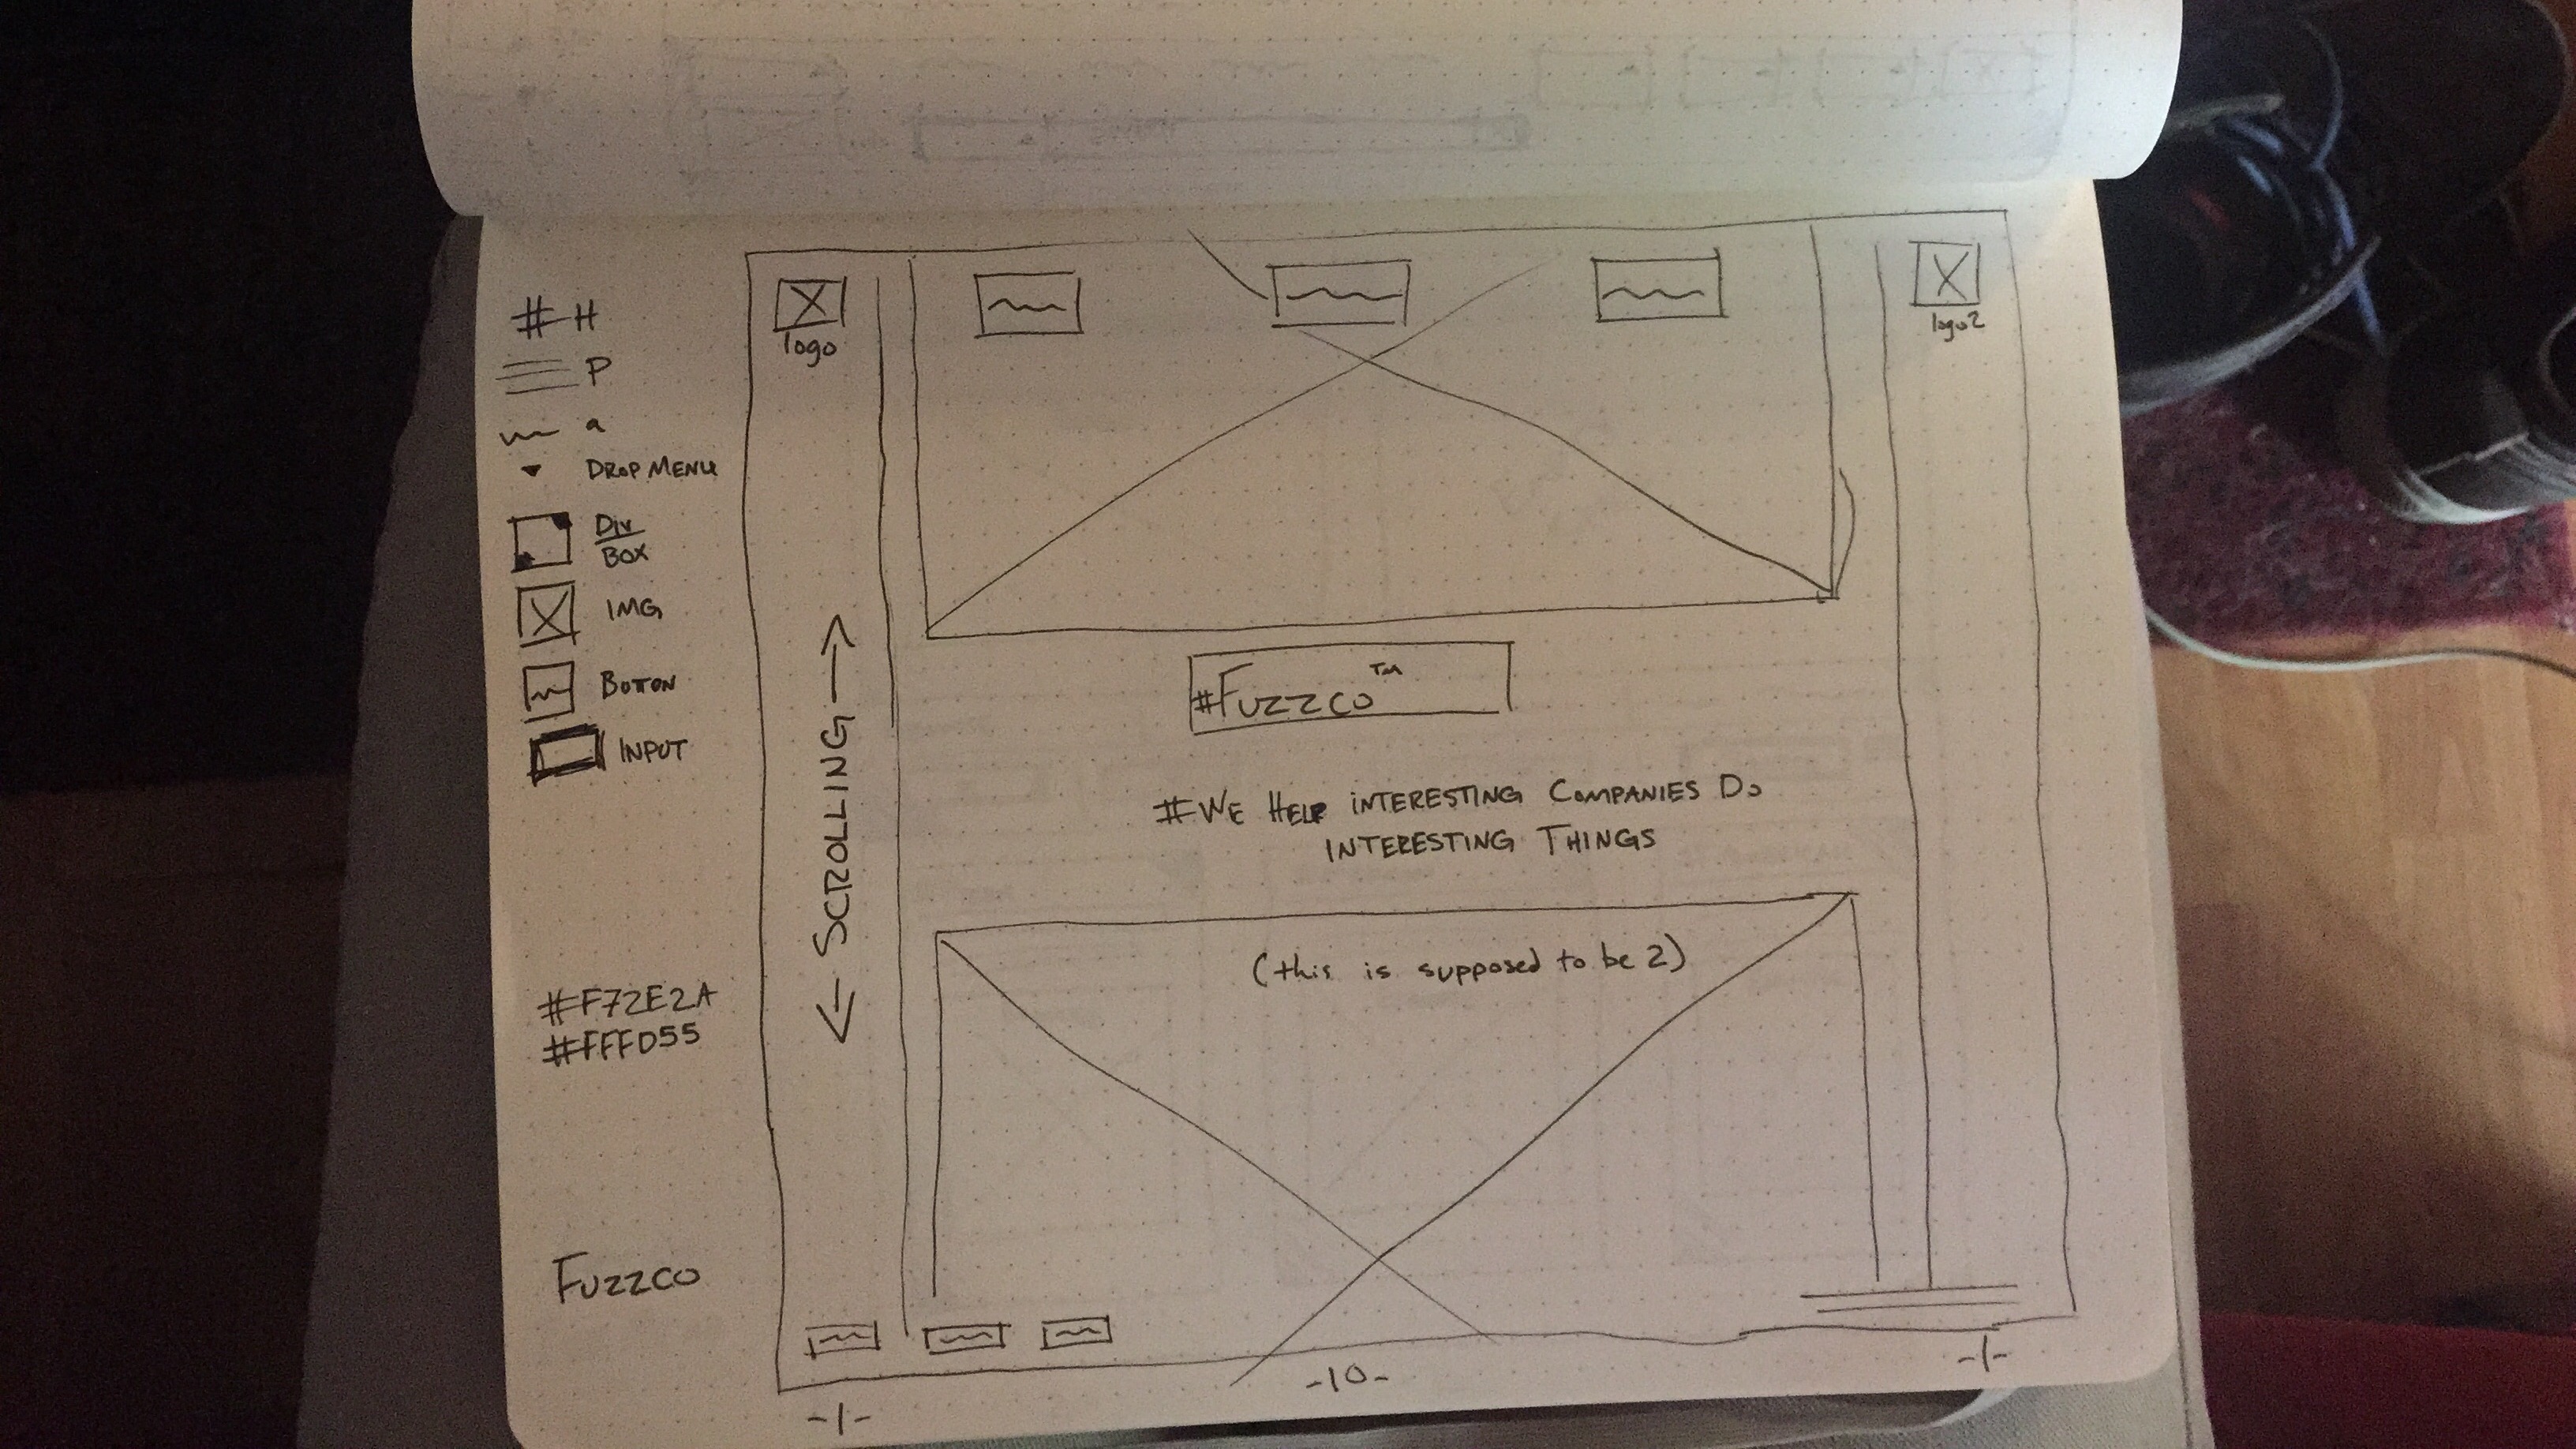 # H
P
a
DROP MENU
DIV
BOX
IMG
BOTON
INPUT
#F72E2A
#FFFD55
FUZZCO
logo
logo2
← SCROLLING →
#FUZZCO™
#WE HELP INTERESTING COMPANIES DO
INTERESTING THINGS
(this is supposed to be 2)
-1-
-10-
-1-